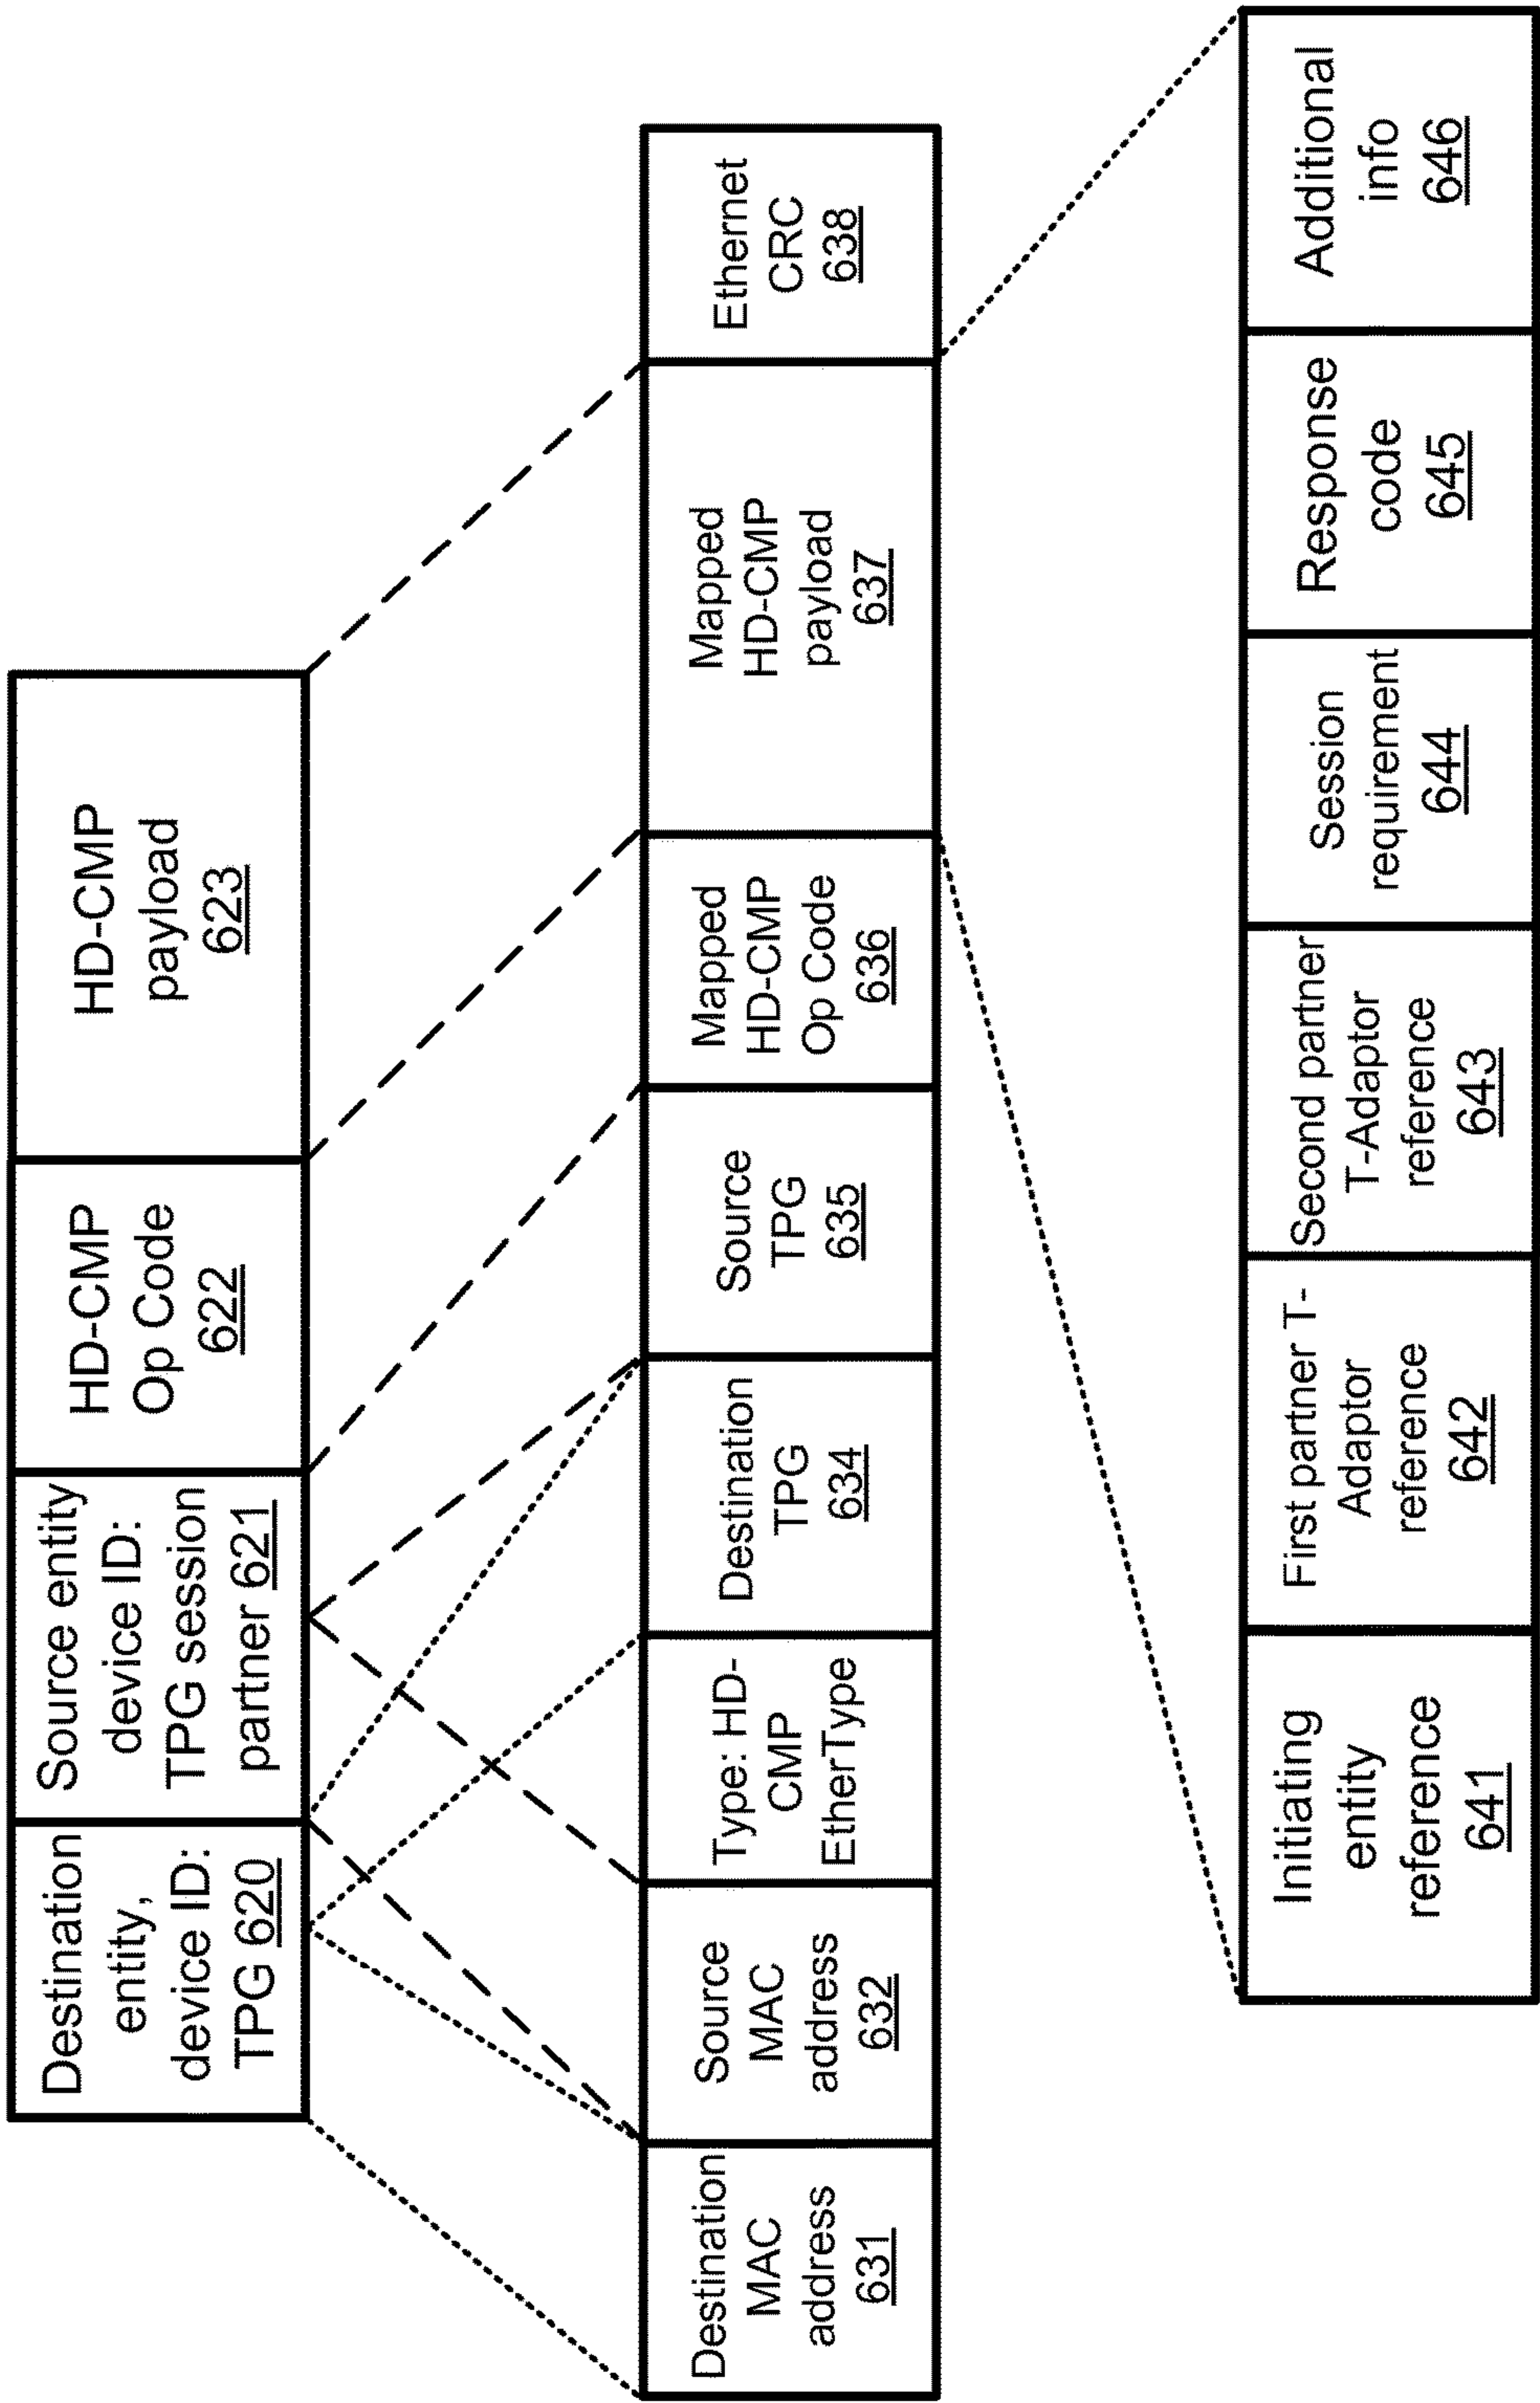 Destination
entity,
device ID:
TPG 620
Source entity
device ID:
TPG session
partner 621
HD-CMP
Op Code
622
HD-CMP
payload
623
Destination
MAC
address
631
Source
MAC
address
632
Type: HD-
CMP
EtherType
Destination
TPG
634
Source
TPG
635
Mapped
HD-CMP
Op Code
636
Mapped
HD-CMP
payload
637
Ethernet
CRC
638
Initiating
entity
reference
641
First partner T-
Adaptor
reference
642
Second partner
T-Adaptor
reference
643
Session
requirement
644
Response
code
645
Additional
info
646